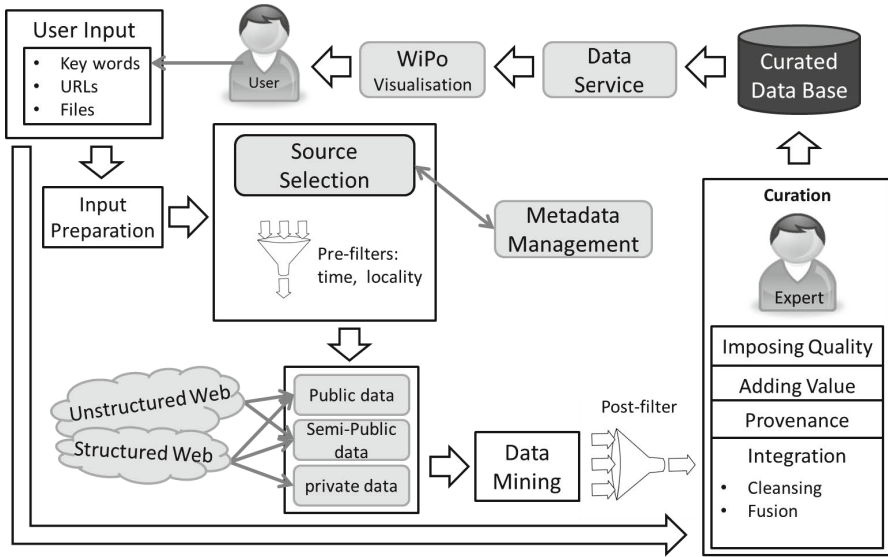 User Input
• Key words
• URLs
• Files
User
WiPo
Visualisation
Data
Service
Curated
Data Base
Input
Preparation
Source
Selection
Pre-filters:
time, locality
Metadata
Management
Curation
Expert
Imposing Quality
Adding Value
Provenance
Integration
• Cleansing
• Fusion
Unstructured Web
Structured Web
Public data
Semi-Public
data
private data
Data
Mining
Post-filter